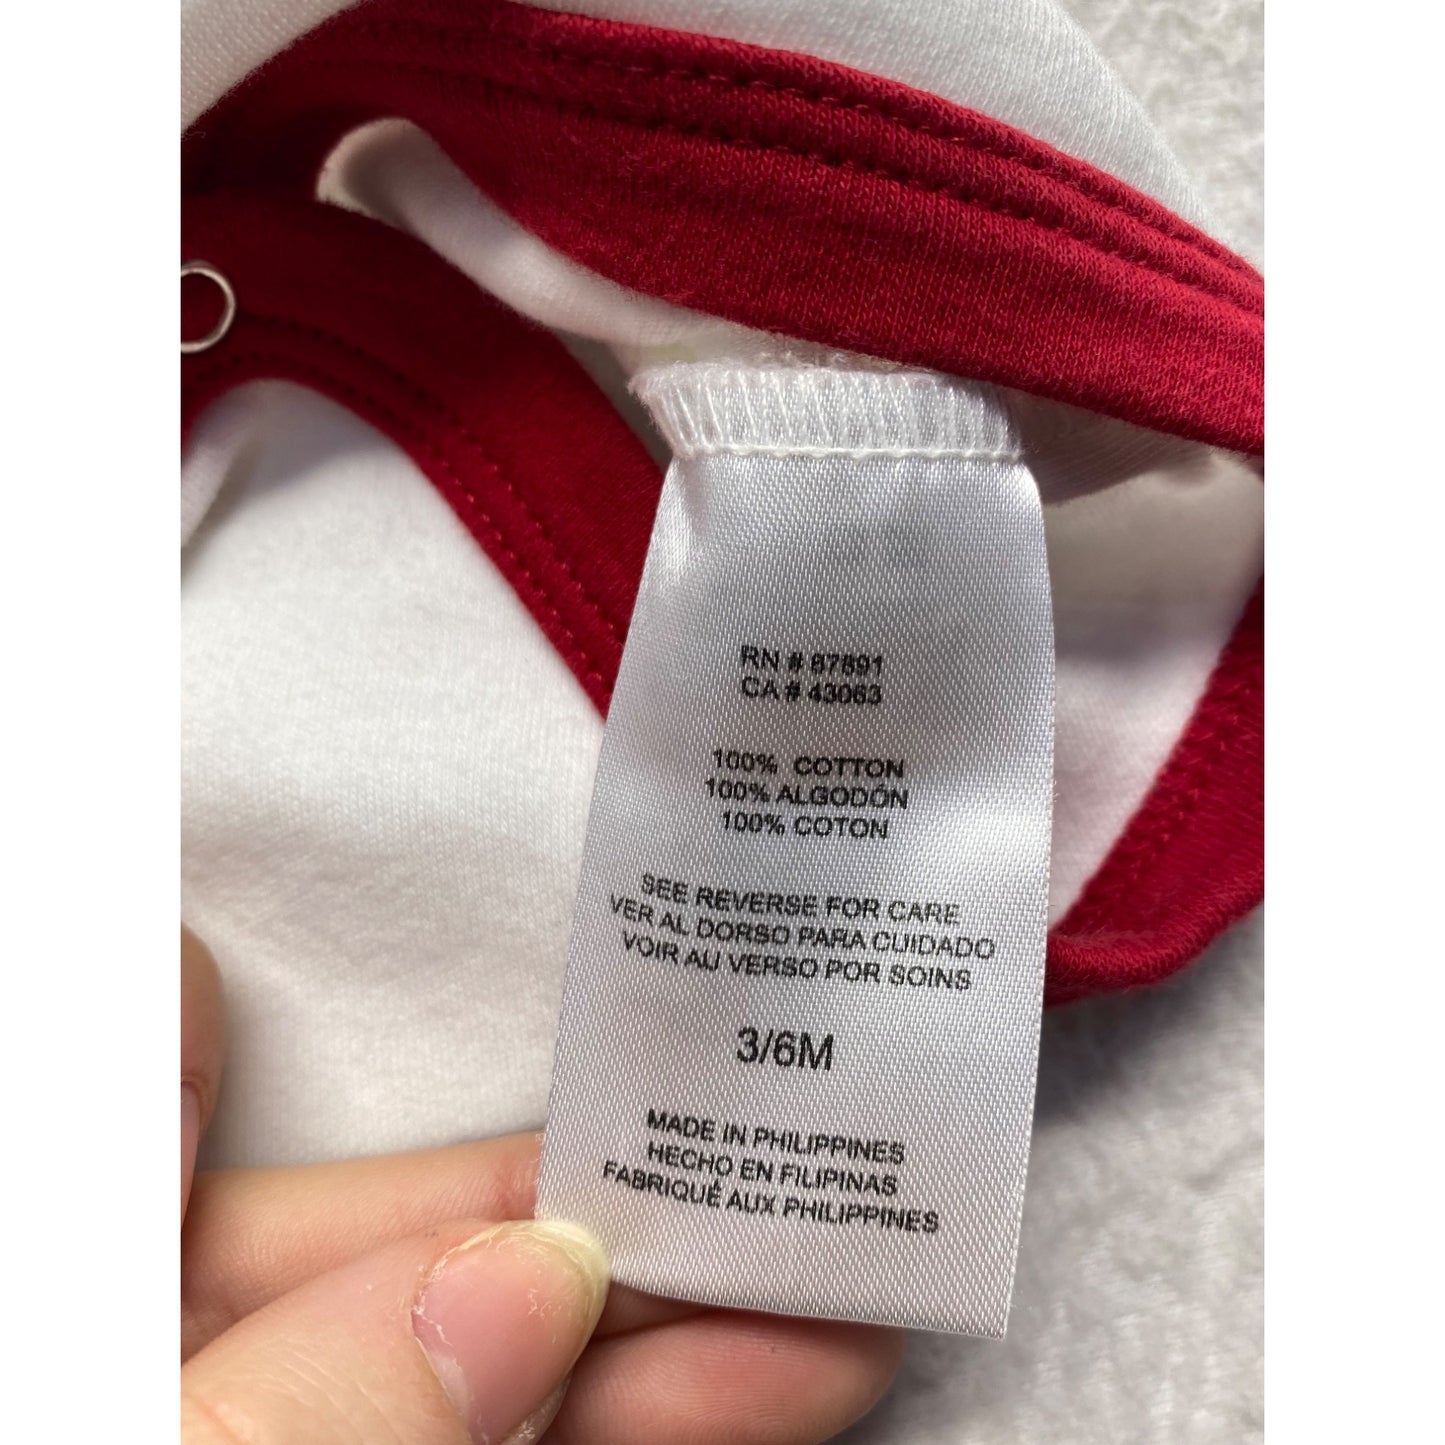 RN # 87891
CA # 43063
100% COTTON
100% ALGODÓN
100% COTON
SEE REVERSE FOR CARE
VER AL DORSO PARA CUIDADO
VOIR AU VERSO POR SOINS
3/6M
MADE IN PHILIPPINES
HECHO EN FILIPINAS
FABRIQUÉ AUX PHILIPPINES